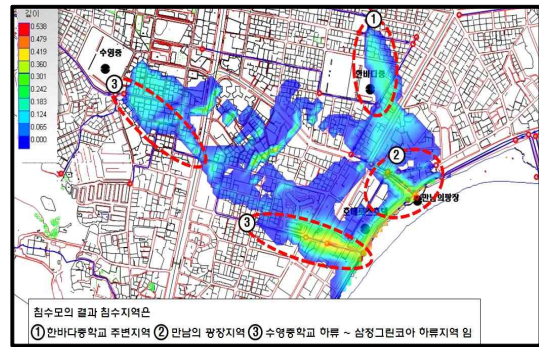 깊이
0.538
0.479
0.419
0.360
0.301
0.242
0.183
0.124
0.065
0.000
수영중
①
한바다중
③
②
만남의광장
③
침수모의 결과 침수지역은
①한바다중학교 주변지역 ②만남의 광장지역 ③수영중학교 하류 ~ 삼정그린코아 하류지역 임